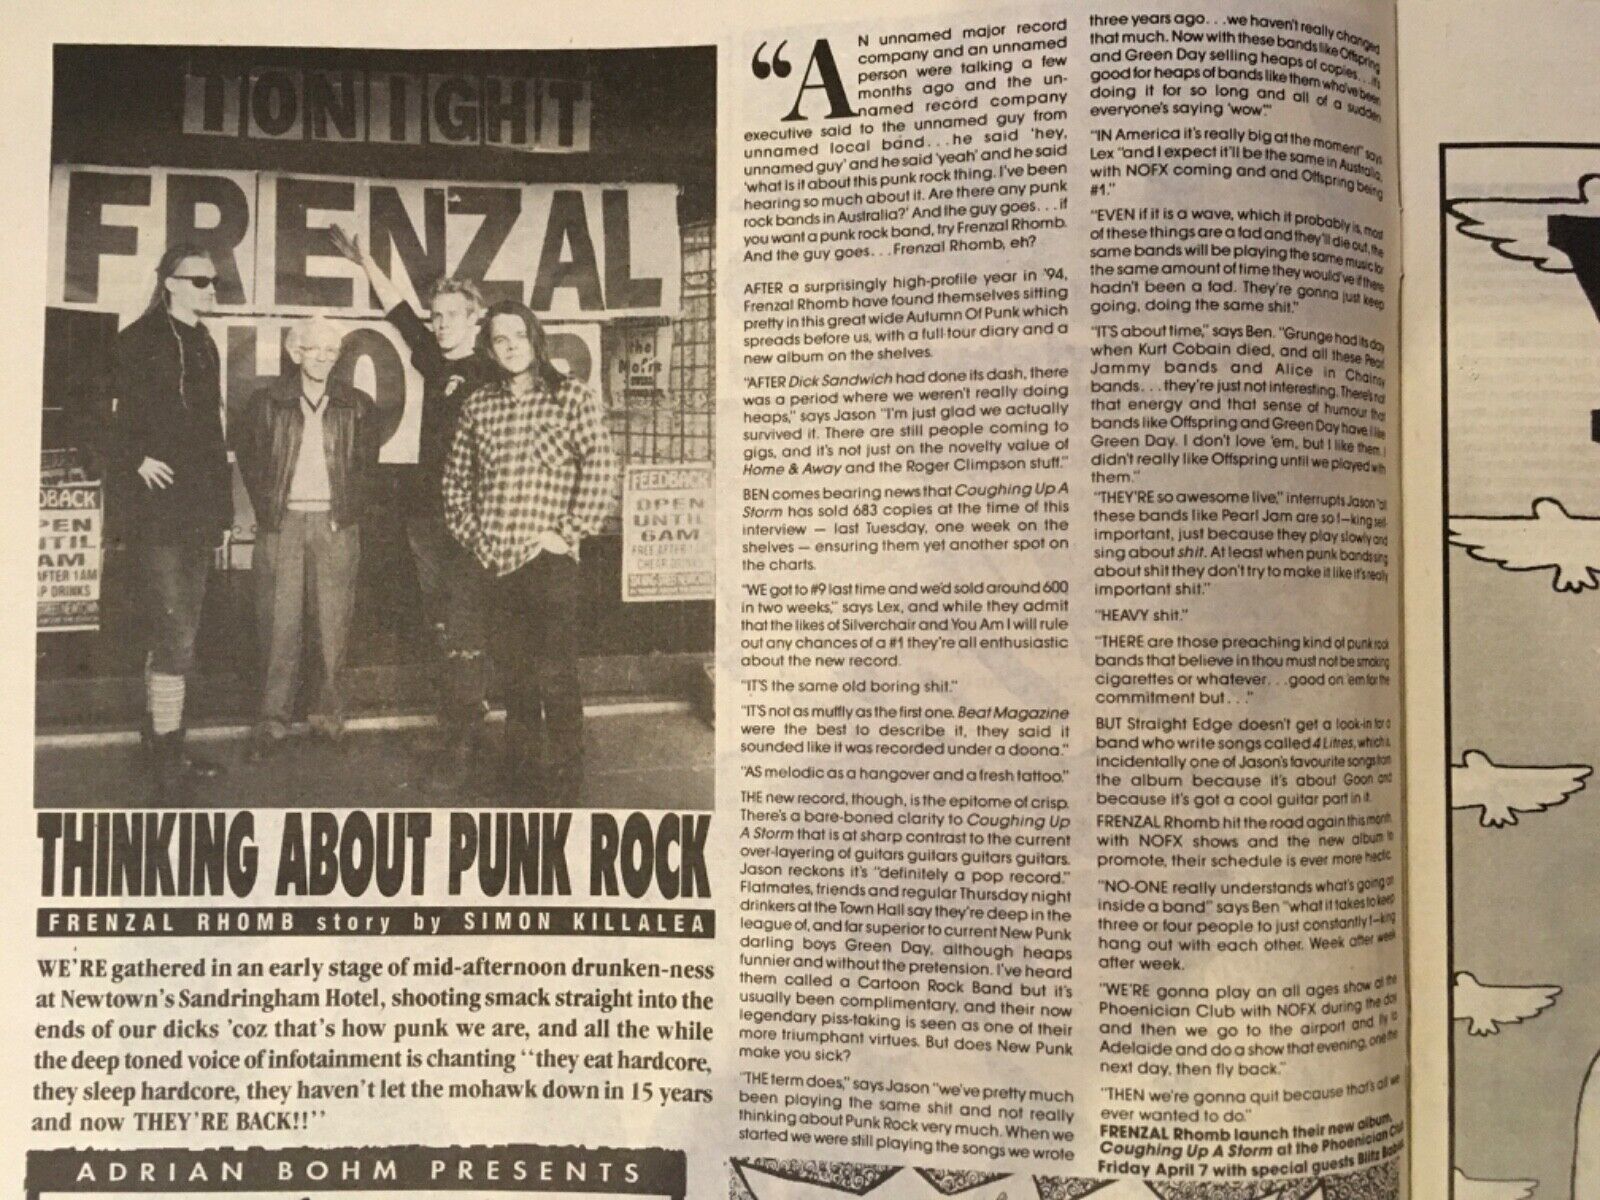 TONIGHT
FRENZAL
RHOMB
DBACK
PEN
TIL
AM
AFTER 1AM
P DRINKS
FEEDBACK
OPEN
UNTIL
6AM
FREE AFTER 1AM
CHEAP DRINKS
THINKING ABOUT PUNK ROCK
FRENZAL RHOMB story by SIMON KILLALEA
WE'RE gathered in an early stage of mid-afternoon drunken-ness
at Newtown's Sandringham Hotel, shooting smack straight into the
ends of our dicks 'coz that's how punk we are, and all the while
the deep toned voice of infotainment is chanting "they eat hardcore,
they sleep hardcore, they haven't let the mohawk down in 15 years
and now THEY'RE BACK!!"
ADRIAN BOHM PRESENTS
"AN unnamed major record
company and an unnamed
person were talking a few
months ago and the un-
named record company
executive said to the unnamed guy from
unnamed local band...he said 'hey,
unnamed guy' and he said 'yeah' and he said
'what is it about this punk rock thing. I've been
hearing so much about it. Are there any punk
rock bands in Australia?' And the guy goes...if
you want a punk rock band, try Frenzal Rhomb.
And the guy goes...Frenzal Rhomb, eh?
AFTER a surprisingly high-profile year in '94,
Frenzal Rhomb have found themselves sitting
pretty in this great wide Autumn Of Punk which
spreads before us, with a full tour diary and a
new album on the shelves.
"AFTER Dick Sandwich had done its dash, there
was a period where we weren't really doing
heaps," says Jason "I'm just glad we actually
survived it. There are still people coming to
gigs, and it's not just on the novelty value of
Home & Away and the Roger Climpson stuff."
BEN comes bearing news that Coughing Up A
Storm has sold 683 copies at the time of this
interview — last Tuesday, one week on the
shelves — ensuring them yet another spot on
the charts.
"WE got to #9 last time and we'd sold around 600
in two weeks," says Lex, and while they admit
that the likes of Silverchair and You Am I will rule
out any chances of a #1 they're all enthusiastic
about the new record.
"IT'S the same old boring shit."
"IT'S not as muffly as the first one. Beat Magazine
were the best to describe it, they said it
sounded like it was recorded under a doona."
"AS melodic as a hangover and a fresh tattoo."
THE new record, though, is the epitome of crisp.
There's a bare-boned clarity to Coughing Up
A Storm that is at sharp contrast to the current
over-layering of guitars guitars guitars guitars.
Jason reckons it's "definitely a pop record."
Flatmates, friends and regular Thursday night
drinkers at the Town Hall say they're deep in the
league of, and far superior to current New Punk
darling boys Green Day, although heaps
funnier and without the pretension. I've heard
them called a Cartoon Rock Band but it's
usually been complimentary, and their now
legendary piss-taking is seen as one of their
more triumphant virtues. But does New Punk
make you sick?
"THE term does," says Jason "we've pretty much
been playing the same shit and not really
thinking about Punk Rock very much. When we
started we were still playing the songs we wrote
three years ago...we haven't really changed
that much. Now with these bands like Offspring
and Green Day selling heaps of copies...it's
good for heaps of bands like them who've been
doing it for so long and all of a sudden
everyone's saying 'wow'."
"IN America it's really big at the moment" says
Lex "and I expect it'll be the same in Australia,
with NOFX coming and and Offspring being
#1."
"EVEN if it is a wave, which it probably is, most
of these things are a fad and they'll die out, the
same bands will be playing the same music for
the same amount of time they would've if there
hadn't been a fad. They're gonna just keep
going, doing the same shit."
"IT'S about time," says Ben. "Grunge had its day
when Kurt Cobain died, and all these Pearl
Jammy bands and Alice in Chainsy
bands...they're just not interesting. There's not
that energy and that sense of humour that
bands like Offspring and Green Day have. I like
Green Day. I don't love 'em, but I like them. I
didn't really like Offspring until we played with
them."
"THEY'RE so awesome live," interrupts Jason "all
these bands like Pearl Jam are so f—king self-
important, just because they play slowly and
sing about shit. At least when punk bands sing
about shit they don't try to make it like it's really
important shit."
"HEAVY shit."
"THERE are those preaching kind of punk rock
bands that believe in thou must not be smoking
cigarettes or whatever...good on 'em for the
commitment but..."
BUT Straight Edge doesn't get a look-in for a
band who write songs called 4 Litres, which is,
incidentally one of Jason's favourite songs from
the album because it's about Goon and
because it's got a cool guitar part in it.
FRENZAL Rhomb hit the road again this month
with NOFX shows and the new album to
promote, their schedule is ever more hectic.
"NO-ONE really understands what's going on
inside a band" says Ben "what it takes to keep
three or four people to just constantly f—king
hang out with each other. Week after week
after week.
"WE'RE gonna play an all ages show at the
Phoenician Club with NOFX during the day
and then we go to the airport and fly to
Adelaide and do a show that evening, one the
next day, then fly back."
"THEN we're gonna quit because that's all we
ever wanted to do."
FRENZAL Rhomb launch their new album,
Coughing Up A Storm at the Phoenician Club
Friday April 7 with special guests Blitz